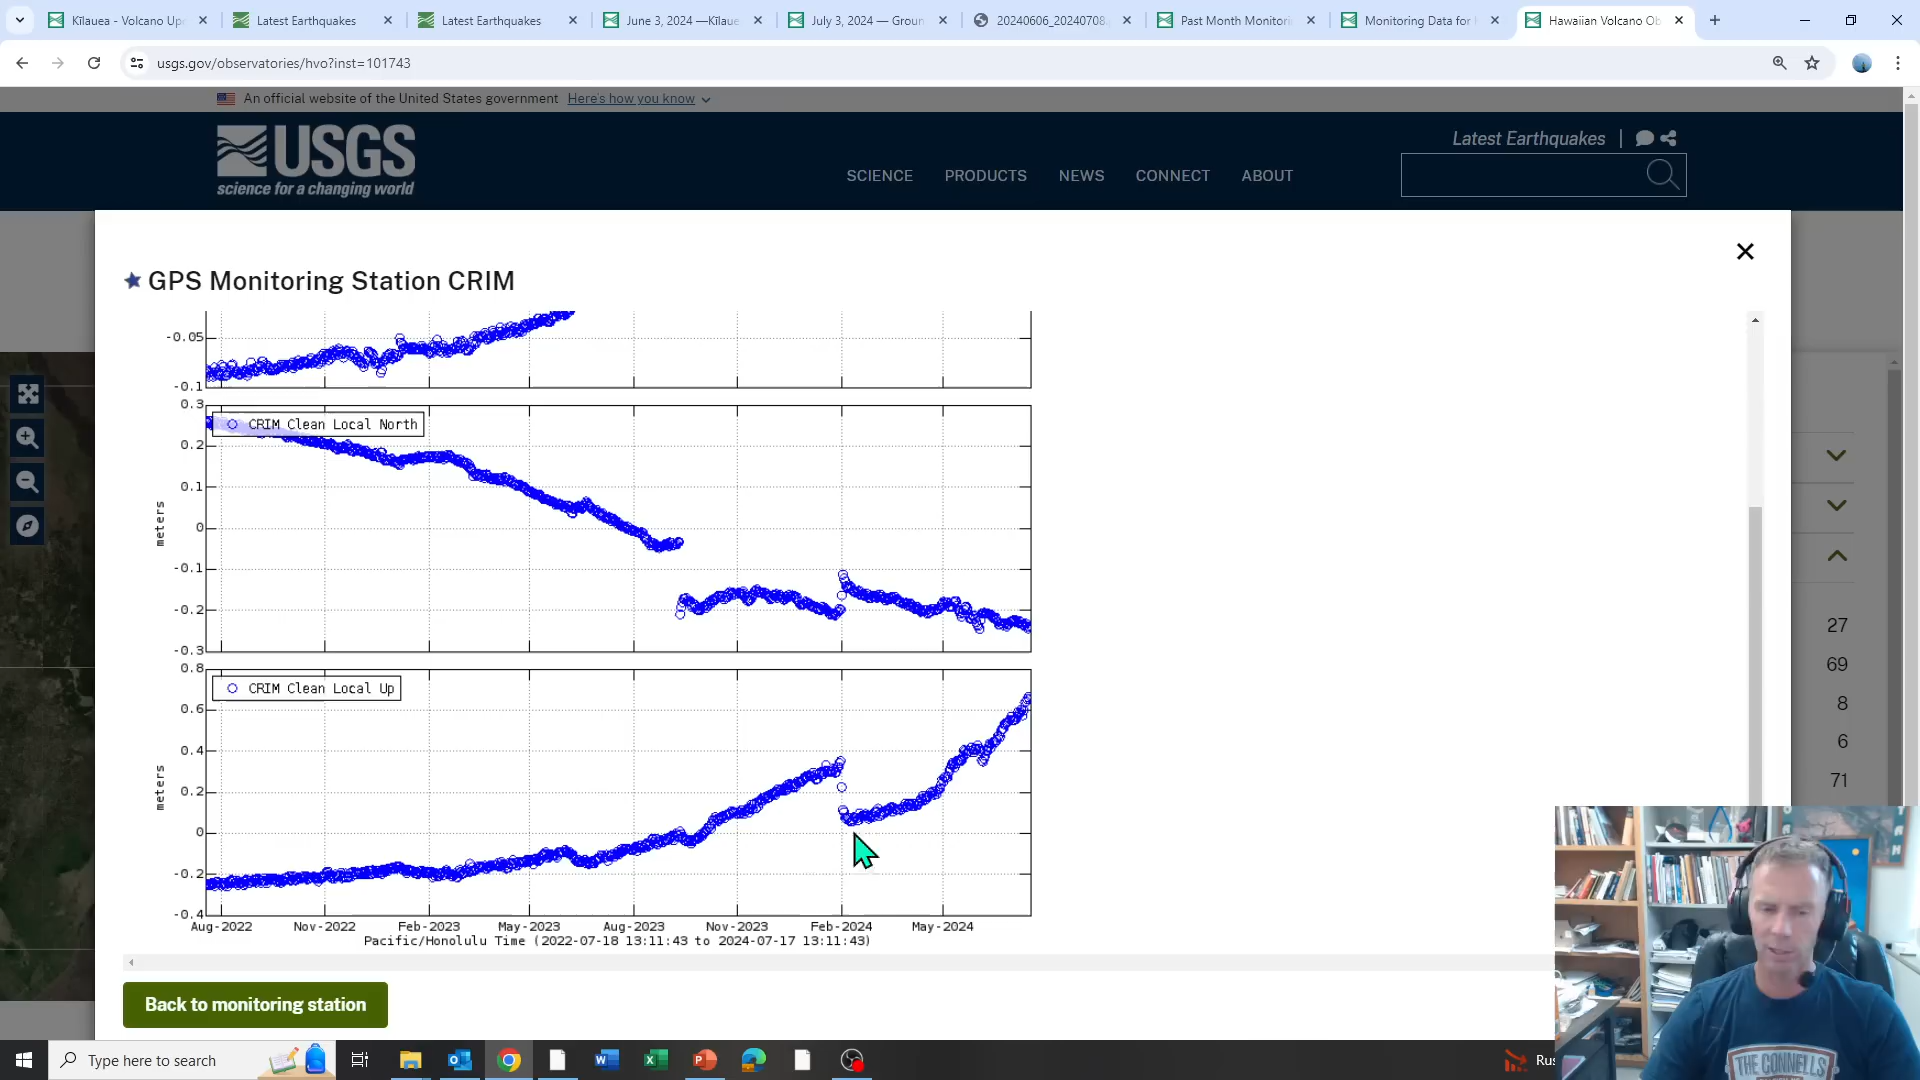 Kīlauea - Volcano Up
Latest Earthquakes
Latest Earthquakes
June 3, 2024 —Kīlaue
July 3, 2024 — Groun
20240606_20240708
Past Month Monitori
Monitoring Data for
Hawaiian Volcano Ob
usgs.gov/observatories/hvo?inst=101743
An official website of the United States government Here's how you know
USGS
science for a changing world
Latest Earthquakes |
SCIENCE PRODUCTS NEWS CONNECT ABOUT
GPS Monitoring Station CRIM
-0.05
-0.1
0.3
CRIM Clean Local North
0.2
0.1
0
-0.1
-0.2
-0.3
meters
0.8
CRIM Clean Local Up
0.6
0.4
0.2
0
-0.2
-0.4
meters
Aug-2022 Nov-2022 Feb-2023 May-2023 Aug-2023 Nov-2023 Feb-2024 May-2024
Pacific/Honolulu Time (2022-07-18 13:11:43 to 2024-07-17 13:11:43)
27
69
8
6
71
Back to monitoring station
THE CONNELLS
Type here to search
Rus